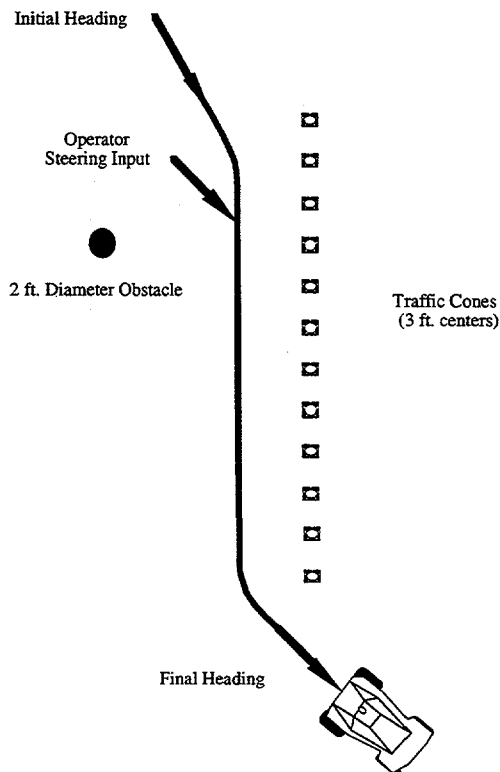 Initial Heading
Operator
Steering Input
2 ft. Diameter Obstacle
Traffic Cones
(3 ft. centers)
Final Heading